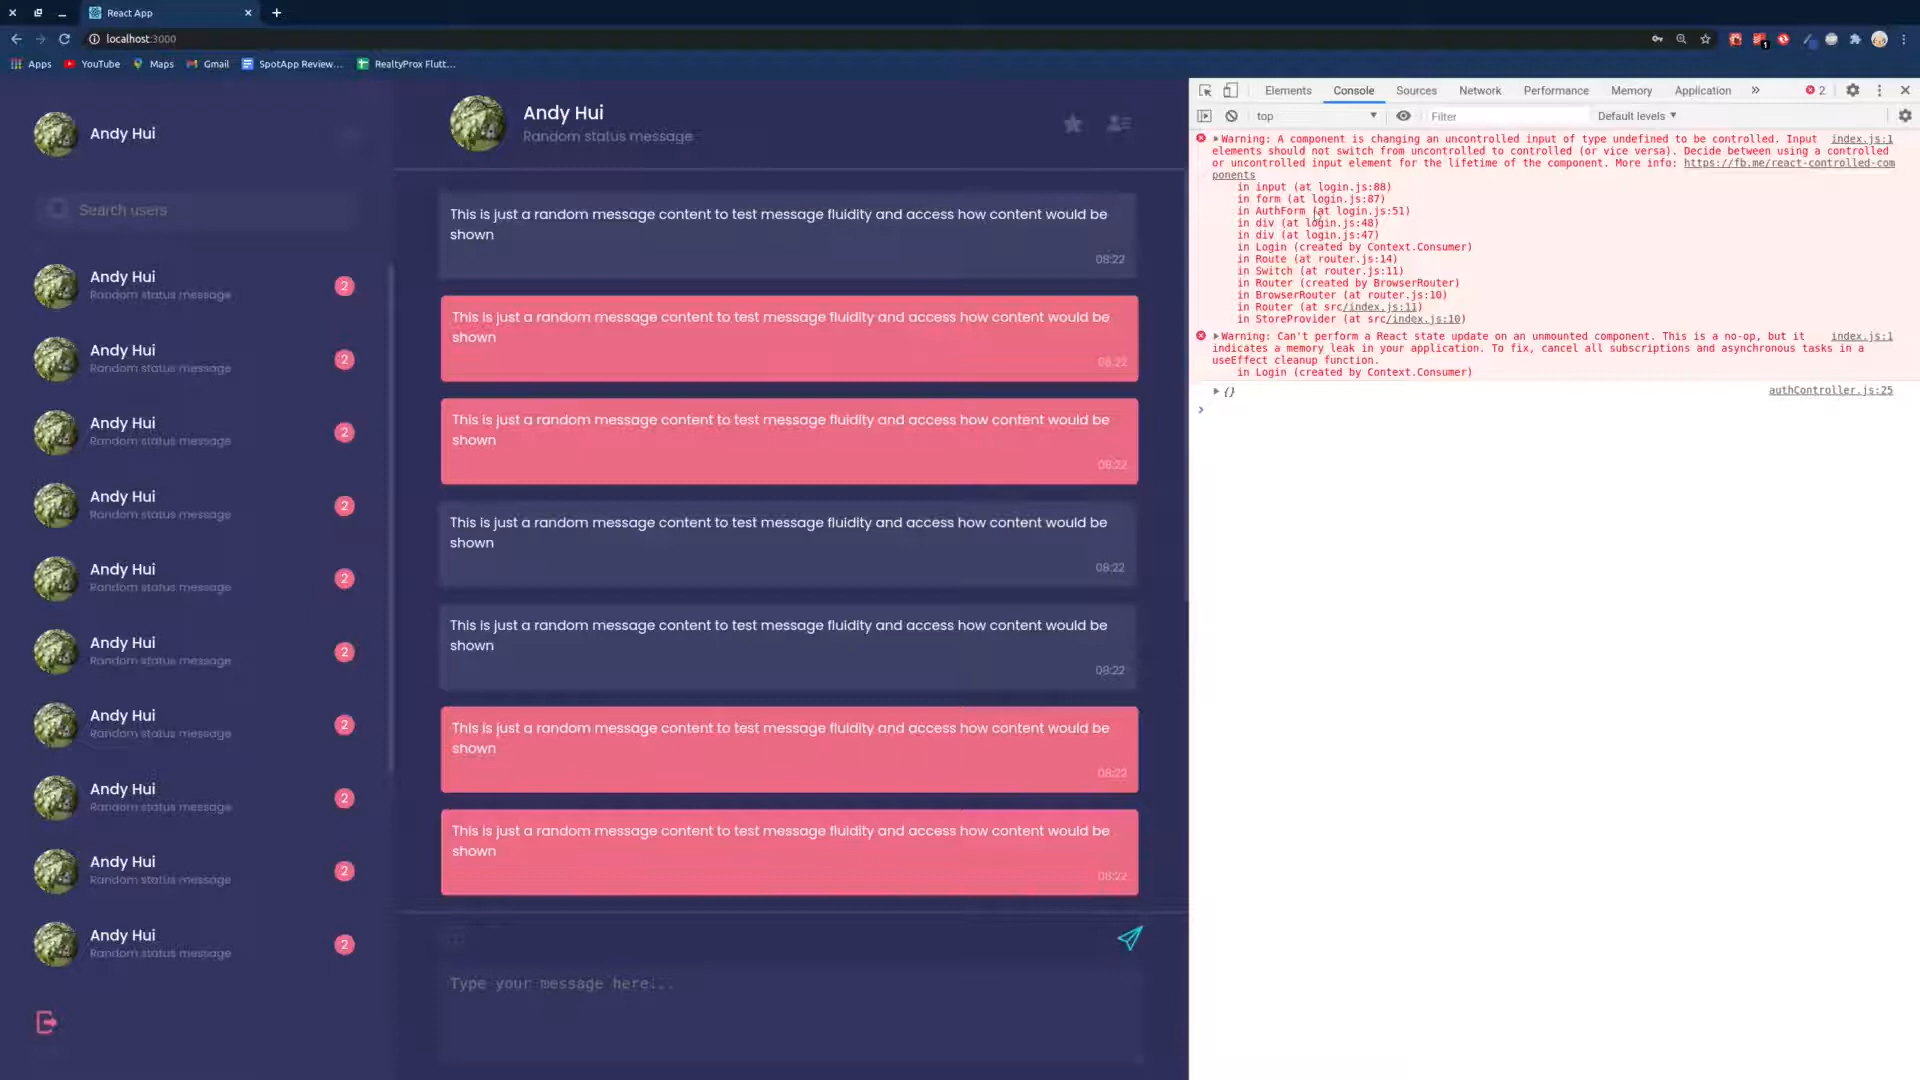 React App
localhost:3000
Apps
YouTube
Maps
Gmail
SpotApp Review...
RealtyProx Flutt...
Andy Hui
Search users
Andy Hui
Random status message
2
Andy Hui
Random status message
2
Andy Hui
Random status message
2
Andy Hui
Random status message
2
Andy Hui
Random status message
2
Andy Hui
Random status message
2
Andy Hui
Random status message
2
Andy Hui
Random status message
2
Andy Hui
Random status message
2
Andy Hui
Random status message
2
Andy Hui
Random status message
This is just a random message content to test message fluidity and access how content would be
shown
08:22
This is just a random message content to test message fluidity and access how content would be
shown
08:22
This is just a random message content to test message fluidity and access how content would be
shown
08:22
This is just a random message content to test message fluidity and access how content would be
shown
08:22
This is just a random message content to test message fluidity and access how content would be
shown
08:22
This is just a random message content to test message fluidity and access how content would be
shown
08:22
This is just a random message content to test message fluidity and access how content would be
shown
08:22
Type your message here...
Elements Console Sources Network Performance Memory Application » 2
top Filter Default levels
Warning: A component is changing an uncontrolled input of type undefined to be controlled. Input index.js:1
elements should not switch from uncontrolled to controlled (or vice versa). Decide between using a controlled
or uncontrolled input element for the lifetime of the component. More info: https://fb.me/react-controlled-com
ponents
in input (at login.js:88)
in form (at login.js:87)
in AuthForm (at login.js:51)
in div (at login.js:48)
in div (at login.js:47)
in Login (created by Context.Consumer)
in Route (at router.js:14)
in Switch (at router.js:11)
in Router (created by BrowserRouter)
in BrowserRouter (at router.js:10)
in Router (at src/index.js:11)
in StoreProvider (at src/index.js:10)
Warning: Can't perform a React state update on an unmounted component. This is a no-op, but it index.js:1
indicates a memory leak in your application. To fix, cancel all subscriptions and asynchronous tasks in a
useEffect cleanup function.
in Login (created by Context.Consumer)
{} authController.js:25